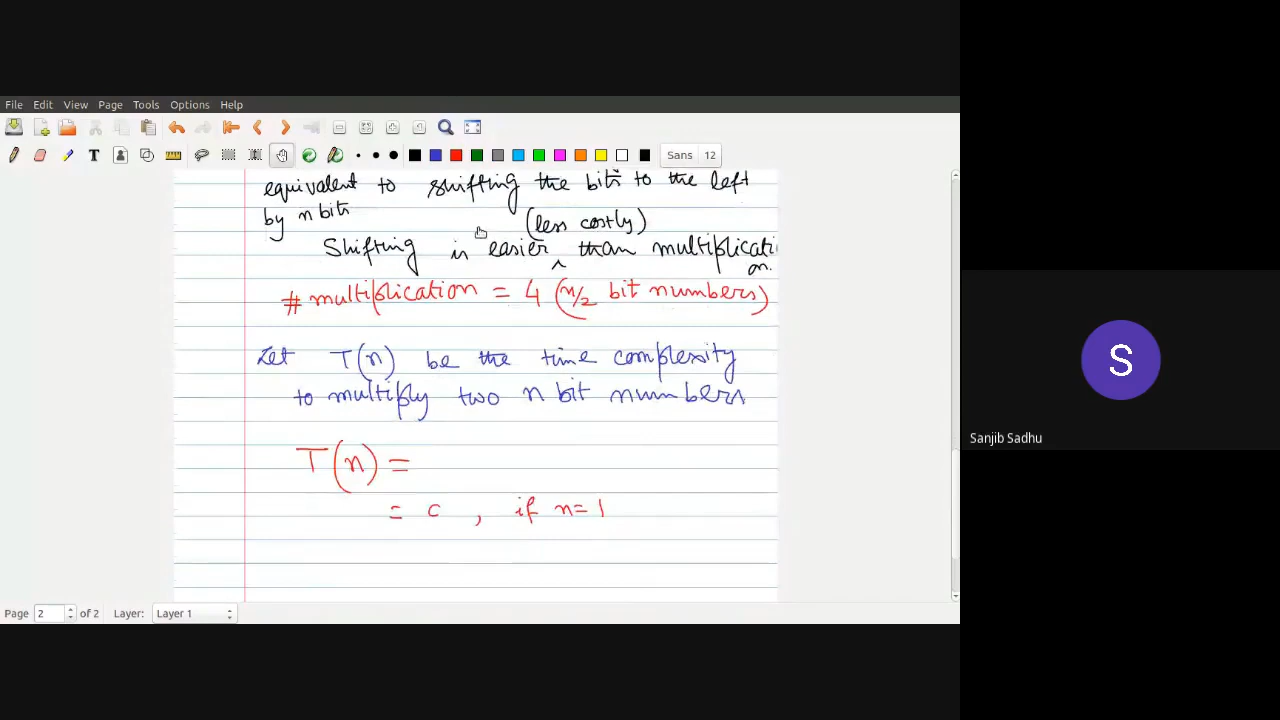 File Edit View Page Tools Options Help
T Sans 12
equivalent to shifting the bits to the left
by n bits
(less costly)
Shifting is easier ^ than multiplicati
on.
# multiplication = 4 (n/2 bit numbers)
Let T(n) be the time complexity
to multiply two n bit numbers
T(n) =
= c , if n=1
S
Sanjib Sadhu
Page 2 of 2 Layer: Layer 1